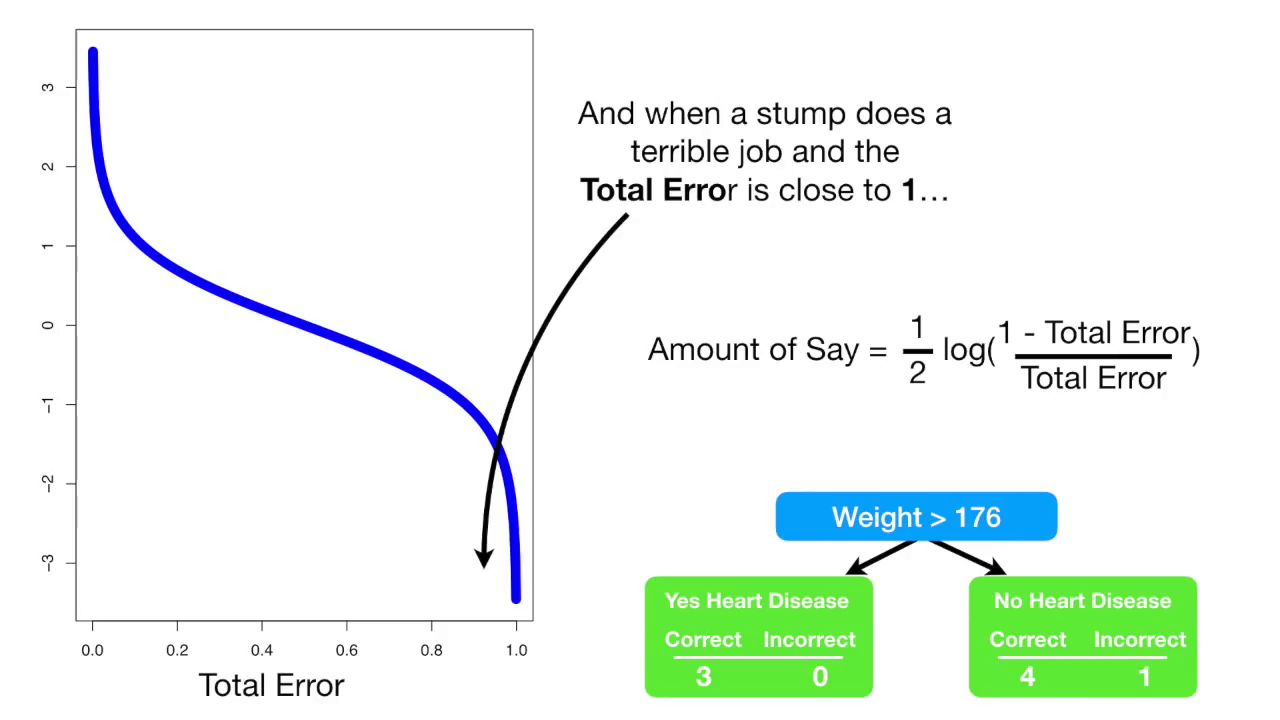 And when a stump does a
terrible job and the
Total Error is close to 1…
3
2
1
0
−1
−2
−3
0.0 0.2 0.4 0.6 0.8 1.0
Total Error
Amount of Say = 1/2 log(1 - Total Error/Total Error)
Weight > 176
Yes Heart Disease
Correct Incorrect
3 0
No Heart Disease
Correct Incorrect
4 1